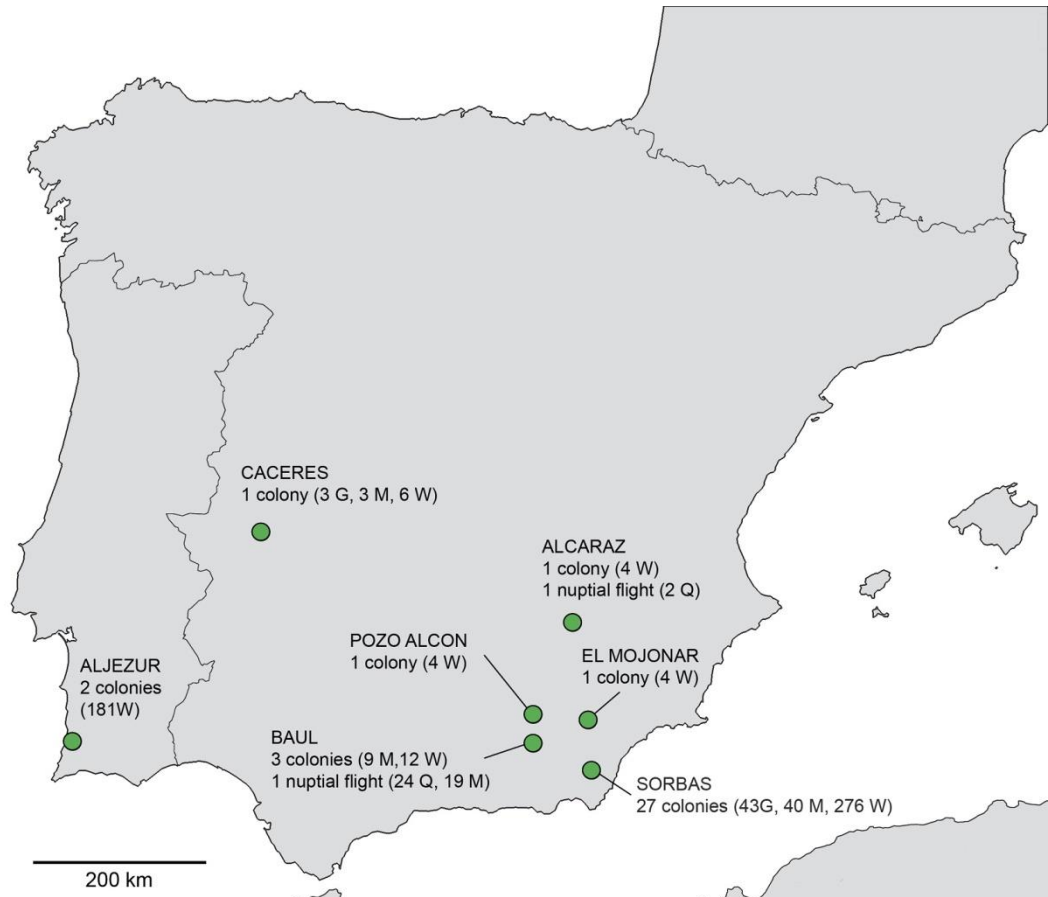 CACERES
1 colony (3 G, 3 M, 6 W)
ALCARAZ
1 colony (4 W)
1 nuptial flight (2 Q)
POZO ALCON
1 colony (4 W)
EL MOJONAR
1 colony (4 W)
ALJEZUR
2 colonies
(181W)
BAUL
3 colonies (9 M,12 W)
1 nuptial flight (24 Q, 19 M)
SORBAS
27 colonies (43G, 40 M, 276 W)
200 km